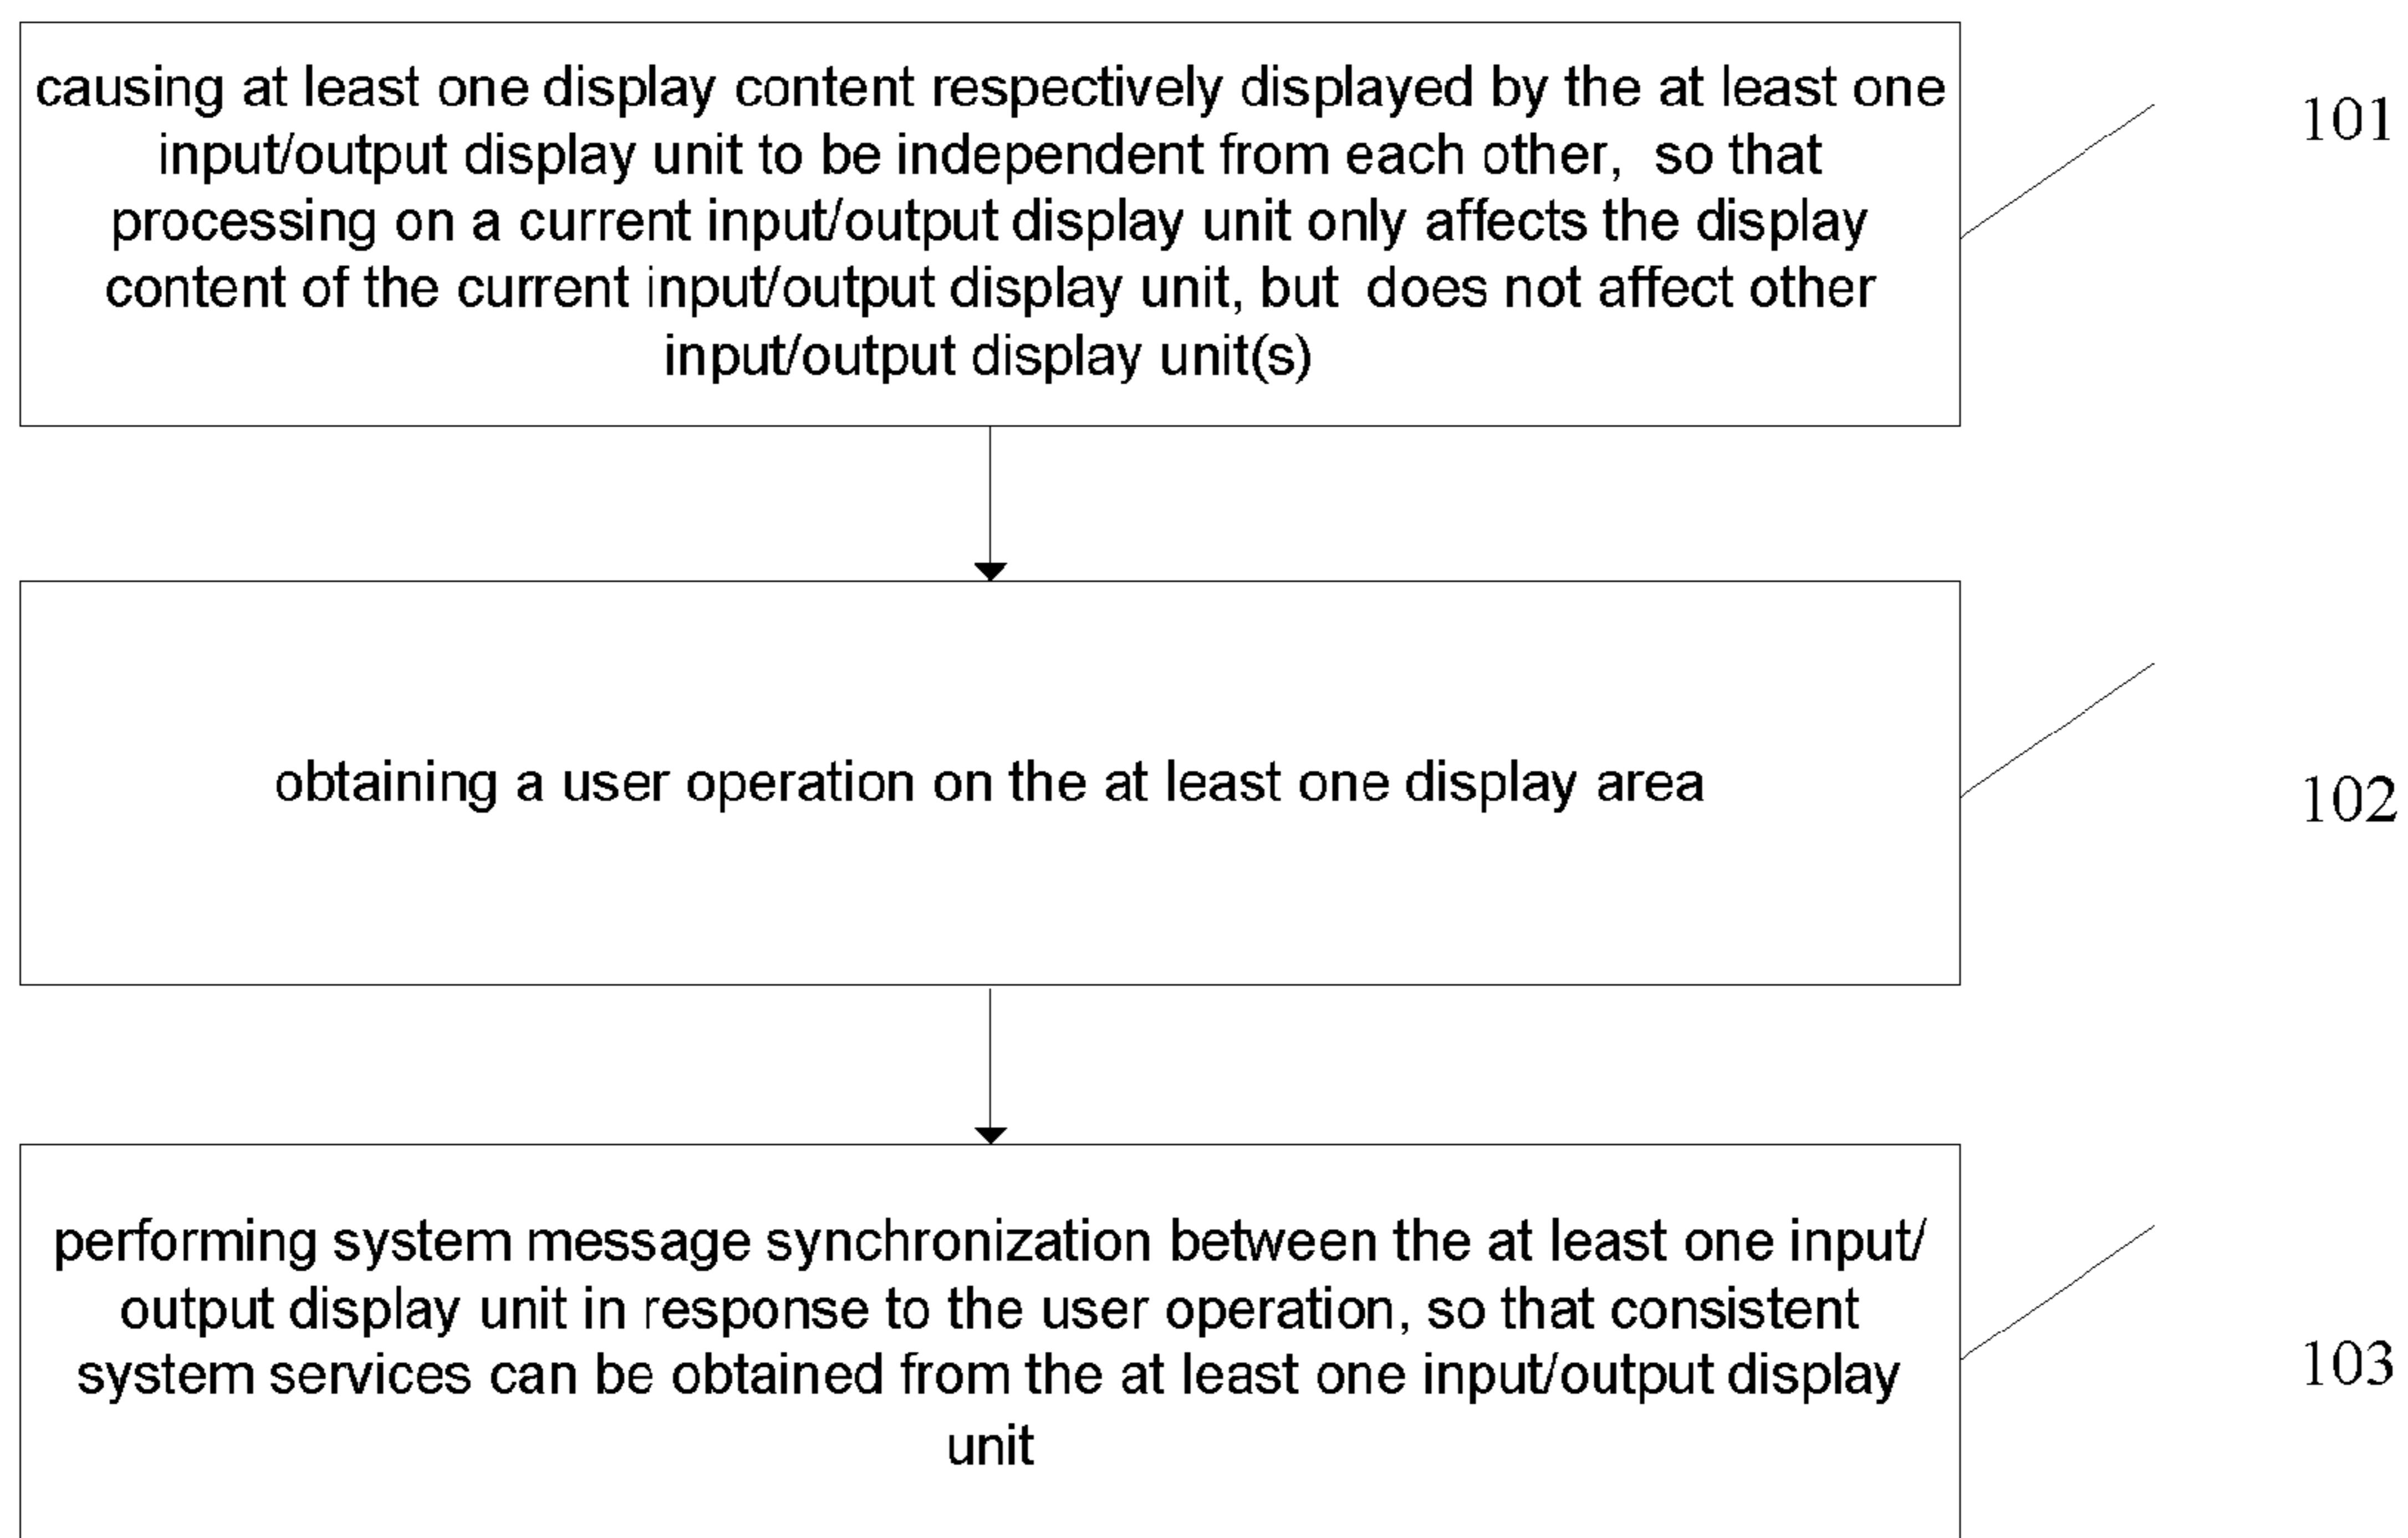 causing at least one display content respectively displayed by the at least one
input/output display unit to be independent from each other, so that
processing on a current input/output display unit only affects the display
content of the current input/output display unit, but does not affect other
input/output display unit(s)
101
obtaining a user operation on the at least one display area
102
performing system message synchronization between the at least one input/
output display unit in response to the user operation, so that consistent
system services can be obtained from the at least one input/output display
unit
103